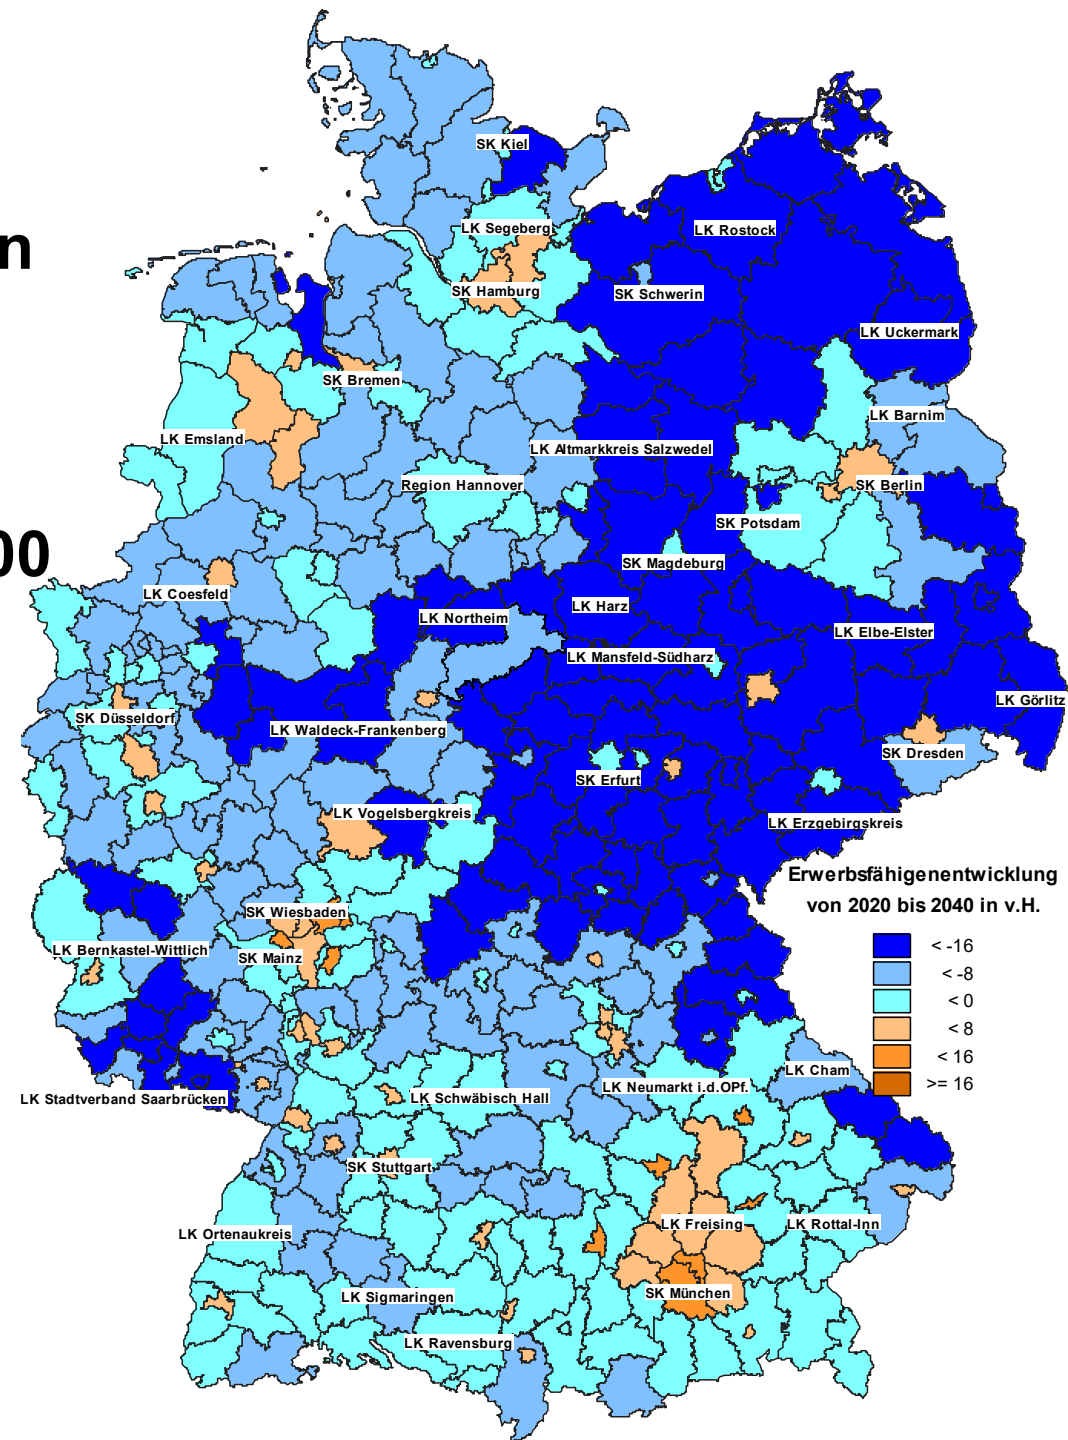 SK Kiel
LK Segeberg
LK Rostock
n
SK Hamburg
SK Schwerin
LK Uckermark
SK Bremen
LK Barnim
LK Emsland
LK Altmarkkreis Salzwedel
Region Hannover
SK Berlin
SK Potsdam
00
SK Magdeburg
LK Coesfeld
LK Harz
LK Northeim
LK Elbe-Elster
LK Mansfeld-Südharz
LK Görlitz
SK Düsseldorf
LK Waldeck-Frankenberg
SK Dresden
SK Erfurt
LK Vogelsbergkreis
LK Erzgebirgskreis
Erwerbsfähigenentwicklung
von 2020 bis 2040 in v.H.
SK Wiesbaden
< -16
LK Bernkastel-Wittlich
SK Mainz
< -8
< 0
< 8
< 16
LK Cham
>= 16
LK Neumarkt i.d.OPf.
LK Stadtverband Saarbrücken
LK Schwäbisch Hall
SK Stuttgart
LK Freising
LK Rottal-Inn
LK Ortenaukreis
SK München
LK Sigmaringen
LK Ravensburg